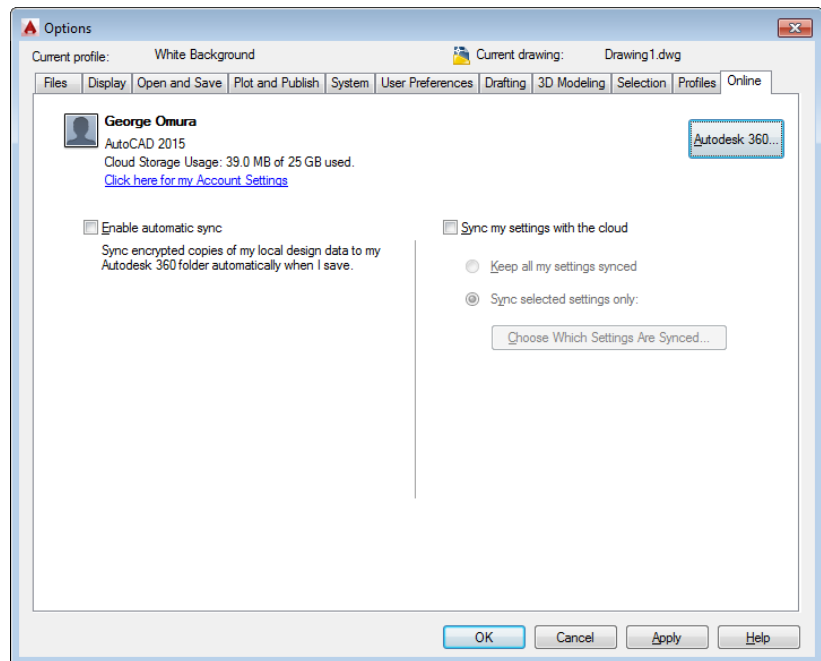 Options
Current profile: White Background Current drawing: Drawing1.dwg
Files Display Open and Save Plot and Publish System User Preferences Drafting 3D Modeling Selection Profiles Online
George Omura
AutoCAD 2015
Cloud Storage Usage: 39.0 MB of 25 GB used.
Click here for my Account Settings
Autodesk 360...
Enable automatic sync
Sync encrypted copies of my local design data to my
Autodesk 360 folder automatically when I save.
Sync my settings with the cloud
Keep all my settings synced
Sync selected settings only:
Choose Which Settings Are Synced...
OK Cancel Apply Help